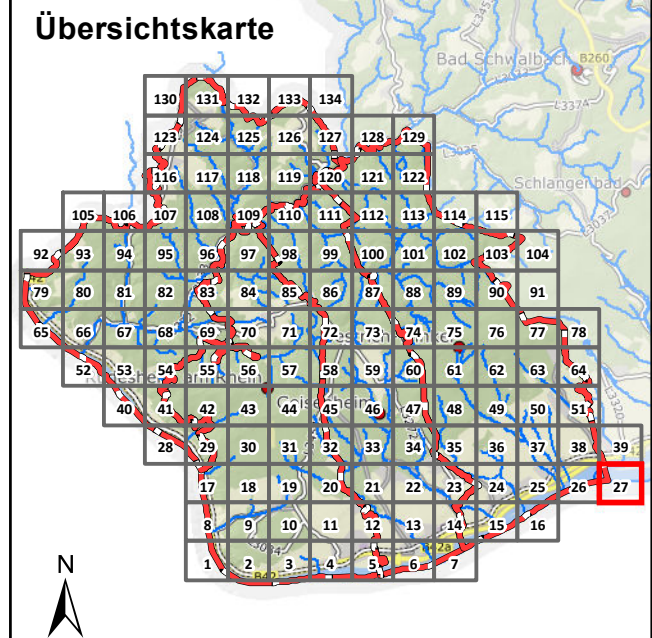 Übersichtskarte
Bad Schwalbach
B260
L3374
L3035
Schlangenbad
L3037
130 131 132 133 134
123 124 125 126 127 128 129
116 117 118 119 120 121 122
105 106 107 108 109 110 111 112 113 114 115
92 93 94 95 96 97 98 99 100 101 102 103 104
79 80 81 82 83 84 85 86 87 88 89 90 91
65 66 67 68 69 70 71 72 73 74 75 76 77 78
52 53 54 55 56 57 58 59 60 61 62 63 64
40 41 42 43 44 45 46 47 48 49 50 51
28 29 30 31 32 33 34 35 36 37 38 39
17 18 19 20 21 22 23 24 25 26 27
8 9 10 11 12 13 14 15 16
1 2 3 4 5 6 7
L3320
B42
B42a
N